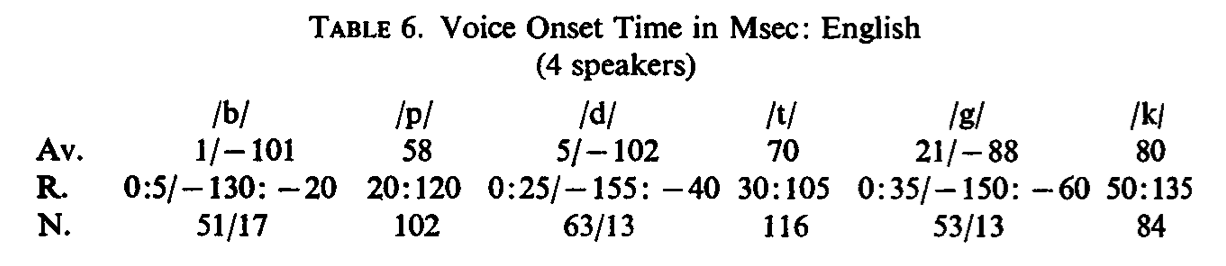 TABLE 6. Voice Onset Time in Msec: English
(4 speakers)
/b/ /p/ /d/ /t/ /g/ /k/
Av. 1/−101 58 5/−102 70 21/−88 80
R. 0:5/−130: −20 20:120 0:25/−155: −40 30:105 0:35/−150: −60 50:135
N. 51/17 102 63/13 116 53/13 84